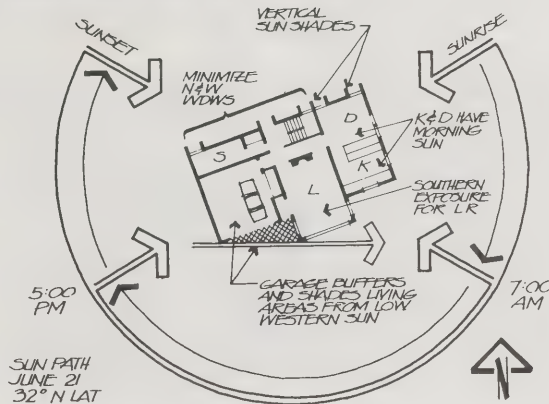 VERTICAL
SUN SHADES
SUNSET
SUNRISE
MINIMIZE
N&W
WDWS
D
K&D HAVE
MORNING
SUN
S
K
L
SOUTHERN
EXPOSURE
FOR LR
GARAGE BUFFERS
AND SHADES LIVING
AREAS FROM LOW
WESTERN SUN
5:00
PM
7:00
AM
SUN PATH
JUNE 21
32° N LAT
N